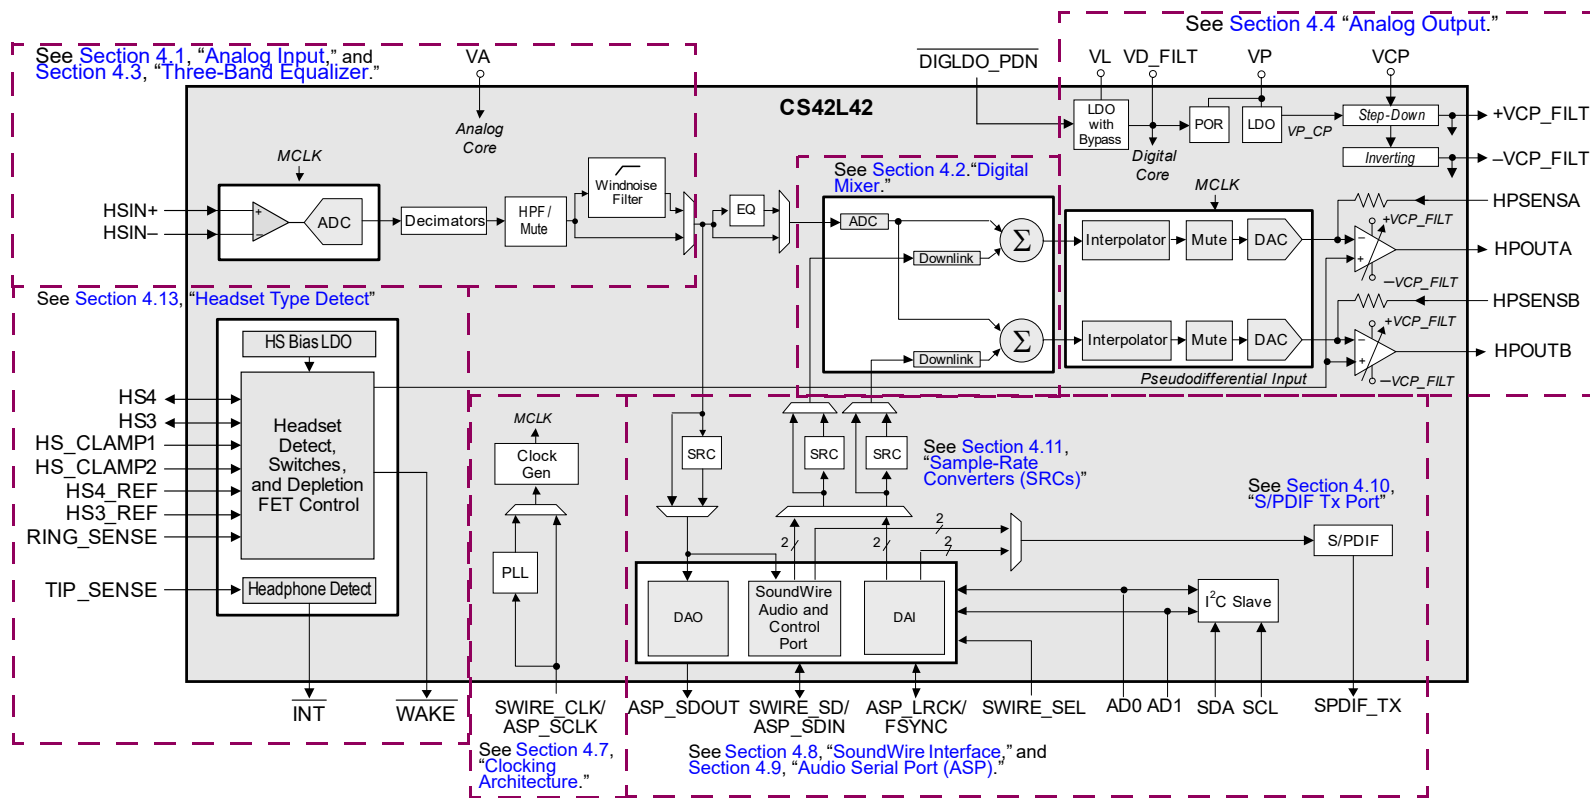 See Section 4.4 “Analog Output.”
See Section 4.1, “Analog Input,” and
Section 4.3, “Three-Band Equalizer.”
VA
DIGLDO_PDN
VL
VD_FILT
VP
VCP
CS42L42
Analog
Core
LDO
with
Bypass
POR
LDO
VP_CP
Step-Down
+VCP_FILT
Digital
Core
Inverting
–VCP_FILT
MCLK
HSIN+
HSIN–
+
–
ADC
Decimators
HPF /
Mute
Windnoise
Filter
EQ
See Section 4.2.“Digital
Mixer.”
ADC
Downlink
Σ
Downlink
Σ
MCLK
Interpolator
Mute
DAC
Interpolator
Mute
DAC
Pseudodifferential Input
HPSENSA
+VCP_FILT
–
+
HPOUTA
–VCP_FILT
HPSENSB
+VCP_FILT
–
+
HPOUTB
–VCP_FILT
See Section 4.13, “Headset Type Detect”
HS Bias LDO
HS4
HS3
HS_CLAMP1
HS_CLAMP2
HS4_REF
HS3_REF
RING_SENSE
TIP_SENSE
Headset
Detect,
Switches,
and Depletion
FET Control
Headphone Detect
INT
WAKE
MCLK
Clock
Gen
PLL
SWIRE_CLK/
ASP_SCLK
See Section 4.7,
“Clocking
Architecture.”
SRC
SRC
SRC
See Section 4.11,
“Sample-Rate
Converters (SRCs)”
See Section 4.10,
“S/PDIF Tx Port”
2
2
2
2
S/PDIF
DAO
SoundWire
Audio and
Control
Port
DAI
I2C Slave
ASP_SDOUT
SWIRE_SD/
ASP_SDIN
ASP_LRCK/
FSYNC
SWIRE_SEL
AD0
AD1
SDA
SCL
SPDIF_TX
See Section 4.8, “SoundWire Interface,” and
Section 4.9, “Audio Serial Port (ASP).”